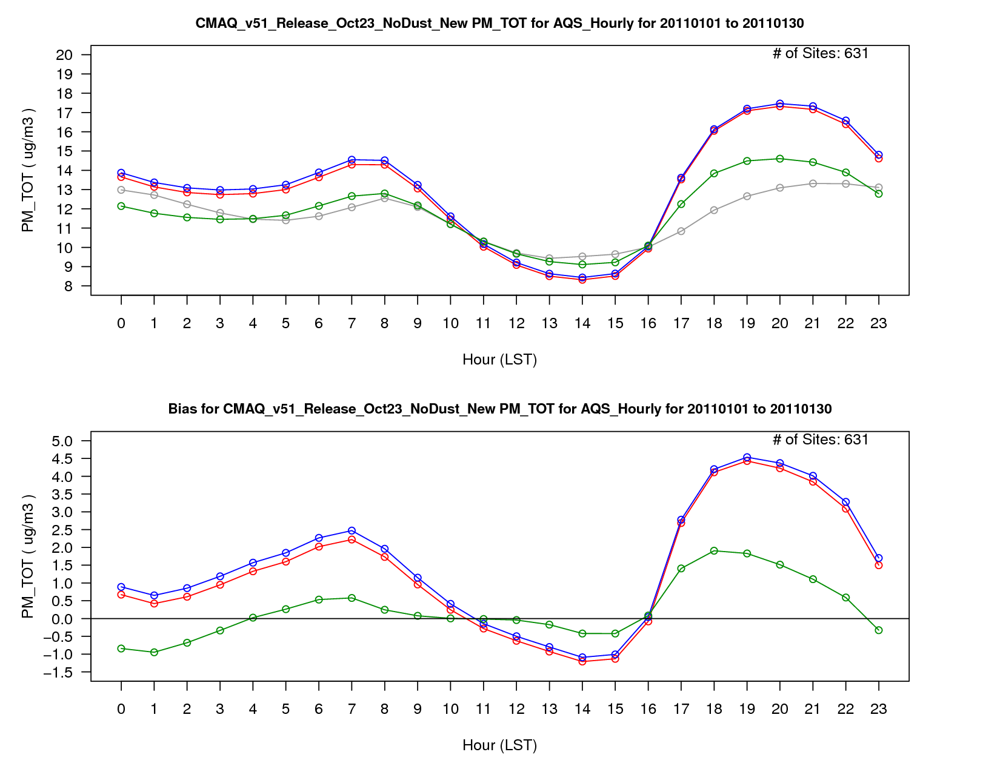 CMAQ_v51_Release_Oct23_NoDust_New PM_TOT for AQS_Hourly for 20110101 to 20110130
# of Sites: 631
PM_TOT ( ug/m3 )
20
19
18
17
16
15
14
13
12
11
10
9
8
0 1 2 3 4 5 6 7 8 9 10 11 12 13 14 15 16 17 18 19 20 21 22 23
Hour (LST)
Bias for CMAQ_v51_Release_Oct23_NoDust_New PM_TOT for AQS_Hourly for 20110101 to 20110130
# of Sites: 631
PM_TOT ( ug/m3 )
5.0
4.5
4.0
3.5
3.0
2.5
2.0
1.5
1.0
0.5
0.0
−0.5
−1.0
−1.5
0 1 2 3 4 5 6 7 8 9 10 11 12 13 14 15 16 17 18 19 20 21 22 23
Hour (LST)